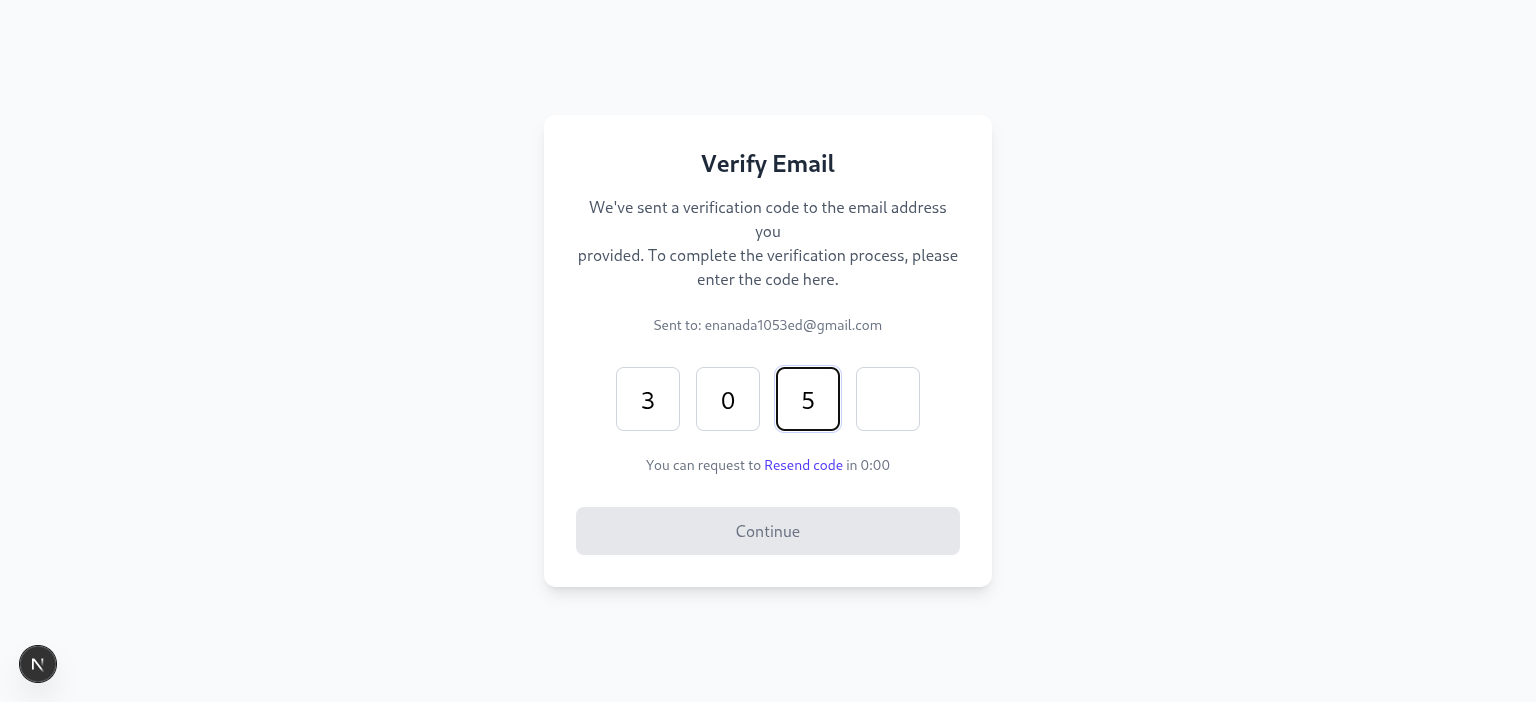 Verify Email
We've sent a verification code to the email address
you
provided. To complete the verification process, please
enter the code here.
Sent to: enanada1053ed@gmail.com
3 0 5
You can request to Resend code in 0:00
Continue
N